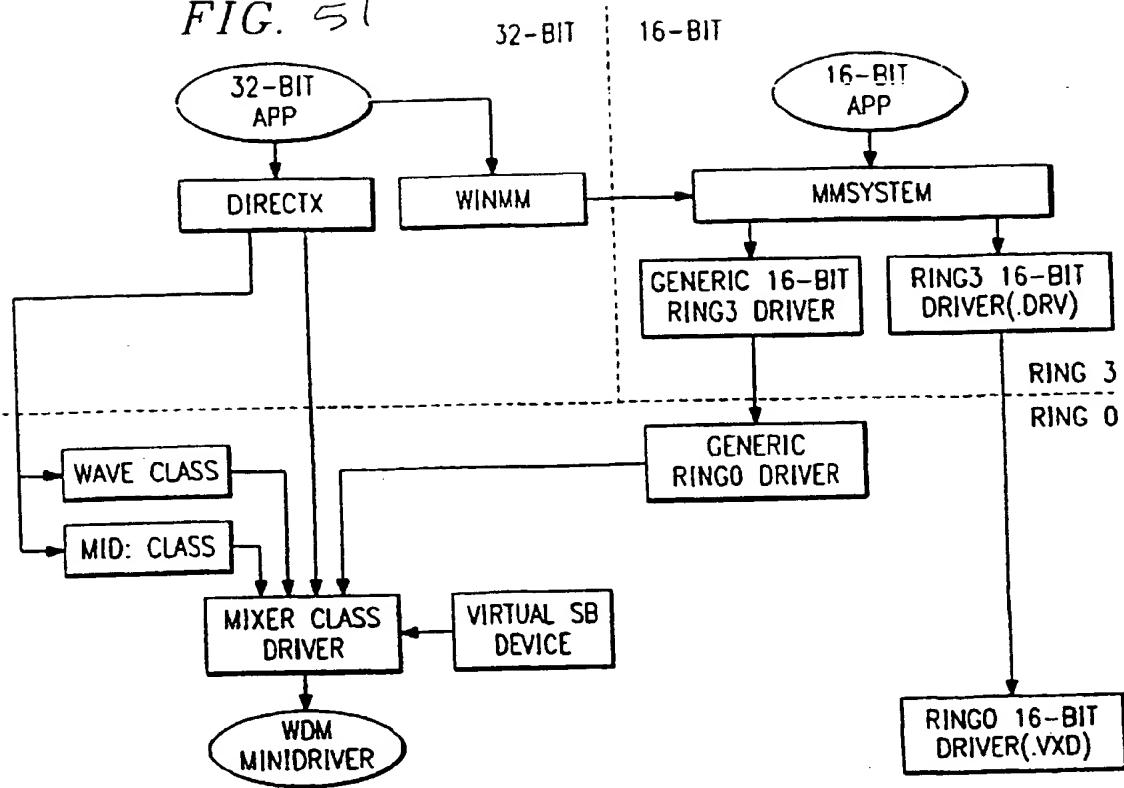 FIG. 51
32-BIT
16-BIT
32-BIT
APP
16-BIT
APP
DIRECTX
WINMM
MMSYSTEM
GENERIC 16-BIT
RING3 DRIVER
RING3 16-BIT
DRIVER(.DRV)
RING 3
RING 0
WAVE CLASS
GENERIC
RING0 DRIVER
MID: CLASS
MIXER CLASS
DRIVER
VIRTUAL SB
DEVICE
WDM
MINIDRIVER
RING0 16-BIT
DRIVER(.VXD)